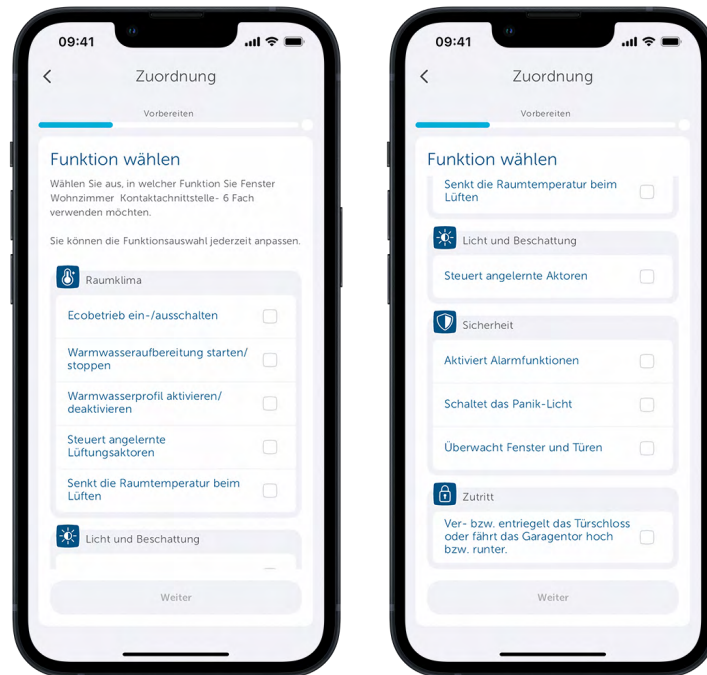 09:41
Zuordnung
Vorbereiten
Funktion wählen
Wählen Sie aus, in welcher Funktion Sie Fenster
Wohnzimmer Kontaktachnittstelle- 6 Fach
verwenden möchten.
Sie können die Funktionsauswahl jederzeit anpassen.
Raumklima
Ecobetrieb ein-/ausschalten
Warmwasseraufbereitung starten/
stoppen
Warmwasserprofil aktivieren/
deaktivieren
Steuert angelernte
Lüftungsaktoren
Senkt die Raumtemperatur beim
Lüften
Licht und Beschattung
Weiter
09:41
Zuordnung
Vorbereiten
Funktion wählen
Senkt die Raumtemperatur beim
Lüften
Licht und Beschattung
Steuert angelernte Aktoren
Sicherheit
Aktiviert Alarmfunktionen
Schaltet das Panik-Licht
Überwacht Fenster und Türen
Zutritt
Ver- bzw. entriegelt das Türschloss
oder fährt das Garagentor hoch
bzw. runter.
Weiter